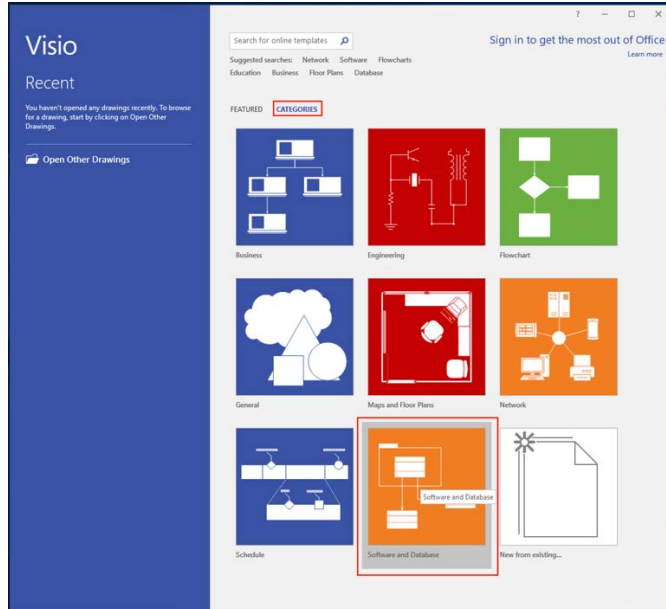 ? — □ ×
Visio
Recent
You haven't opened any drawings recently. To browse
for a drawing, start by clicking on Open Other
Drawings.
Open Other Drawings
Search for online templates
Suggested searches: Network Software Flowcharts
Education Business Floor Plans Database
Sign in to get the most out of Office
Learn more
FEATURED CATEGORIES
Business Engineering Flowchart
General Maps and Floor Plans Network
Software and Database
Schedule Software and Database New from existing...